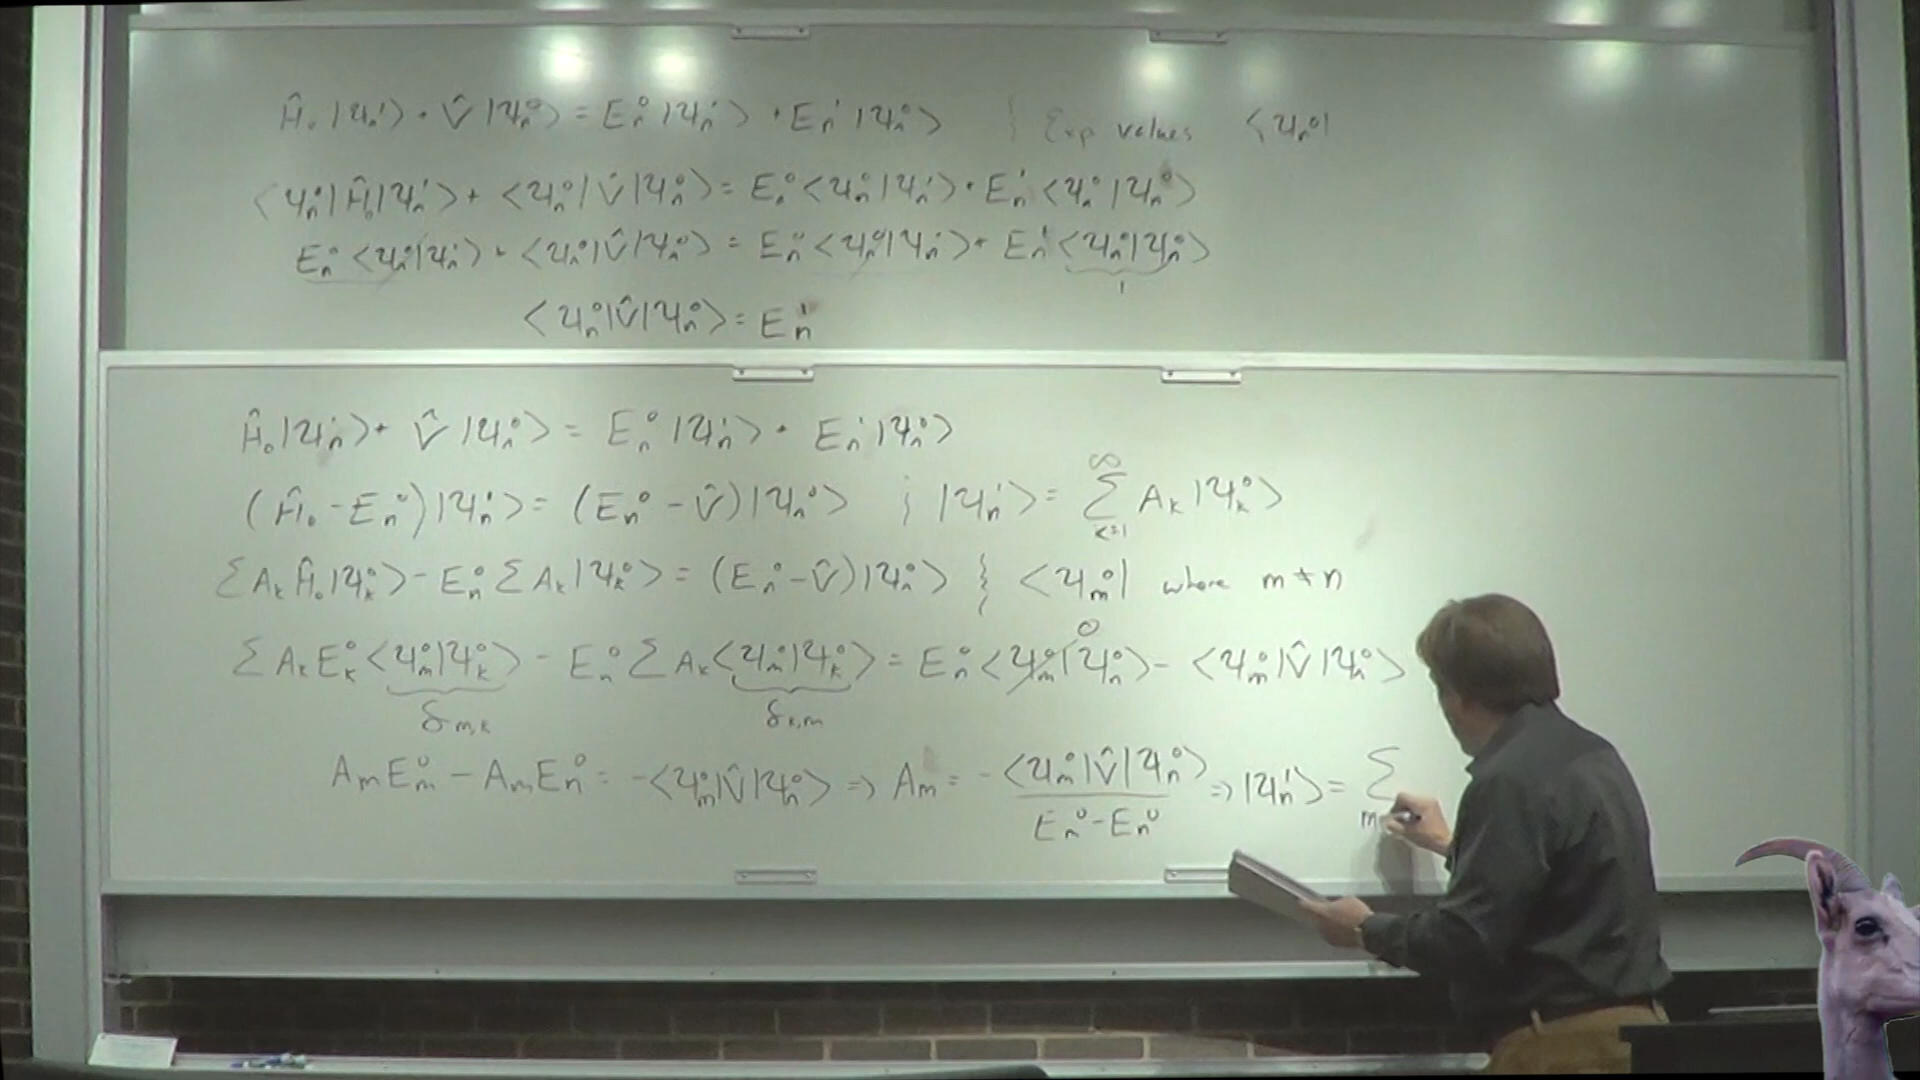 Ĥ₀|Ψₙ¹⟩ + V̂|Ψₙ⁰⟩ = Eₙ⁰|Ψₙ¹⟩ + Eₙ¹|Ψₙ⁰⟩ } Exp values ⟨Ψₙ⁰|
⟨Ψₙ⁰|Ĥ₀|Ψₙ¹⟩ + ⟨Ψₙ⁰|V̂|Ψₙ⁰⟩ = Eₙ⁰⟨Ψₙ⁰|Ψₙ¹⟩ + Eₙ¹⟨Ψₙ⁰|Ψₙ⁰⟩
Eₙ⁰⟨Ψₙ⁰|Ψₙ¹⟩ + ⟨Ψₙ⁰|V̂|Ψₙ⁰⟩ = Eₙ⁰⟨Ψₙ⁰|Ψₙ¹⟩ + Eₙ¹⟨Ψₙ⁰|Ψₙ⁰⟩
1
⟨Ψₙ⁰|V̂|Ψₙ⁰⟩ = Eₙ¹
Ĥ₀|Ψₙ¹⟩ + V̂|Ψₙ⁰⟩ = Eₙ⁰|Ψₙ¹⟩ + Eₙ¹|Ψₙ⁰⟩
(Ĥ₀ - Eₙ⁰)|Ψₙ¹⟩ = (Eₙ⁰ - V̂)|Ψₙ⁰⟩ ; |Ψₙ¹⟩ = ∑_{k=1}^{∞} Aₖ|Ψₖ⁰⟩
∑AₖĤ₀|Ψₖ⁰⟩ - Eₙ⁰∑Aₖ|Ψₖ⁰⟩ = (Eₙ⁰ - V̂)|Ψₙ⁰⟩ } ⟨Ψₘ⁰| where m ≠ n
∑AₖEₖ⁰⟨Ψₘ⁰|Ψₖ⁰⟩ - Eₙ⁰∑Aₖ⟨Ψₘ⁰|Ψₖ⁰⟩ = Eₙ⁰⟨Ψₘ⁰|Ψₙ⁰⟩ - ⟨Ψₘ⁰|V̂|Ψₙ⁰⟩
0
δ_{m,k} δ_{k,m}
AₘEₘ⁰ - AₘEₙ⁰ = -⟨Ψₘ⁰|V̂|Ψₙ⁰⟩ ⇒ Aₘ = -⟨Ψₘ⁰|V̂|Ψₙ⁰⟩ / (Eₘ⁰ - Eₙ⁰) ⇒ |Ψₙ¹⟩ = ∑_{m}